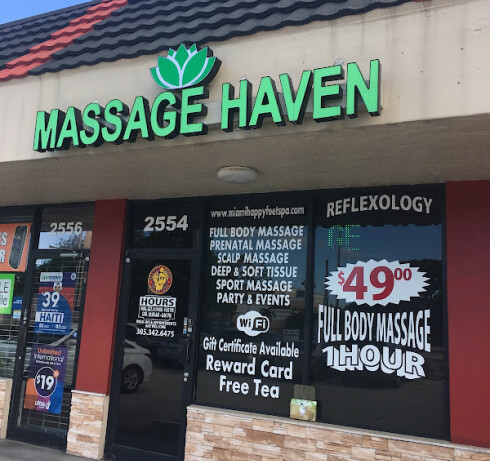 MASSAGE HAVEN
2556
39
HAITI
Unlimited
International
$19
2554
HOURS
305.342.6475
www.miamihappyfeetspa.com
FULL BODY MASSAGE
PRENATAL MASSAGE
SCALP MASSAGE
DEEP & SOFT TISSUE
SPORT MASSAGE
PARTY & EVENTS
WiFi
Gift Certificate Available
Reward Card
Free Tea
REFLEXOLOGY
$49.00
FULL BODY MASSAGE
1HOUR